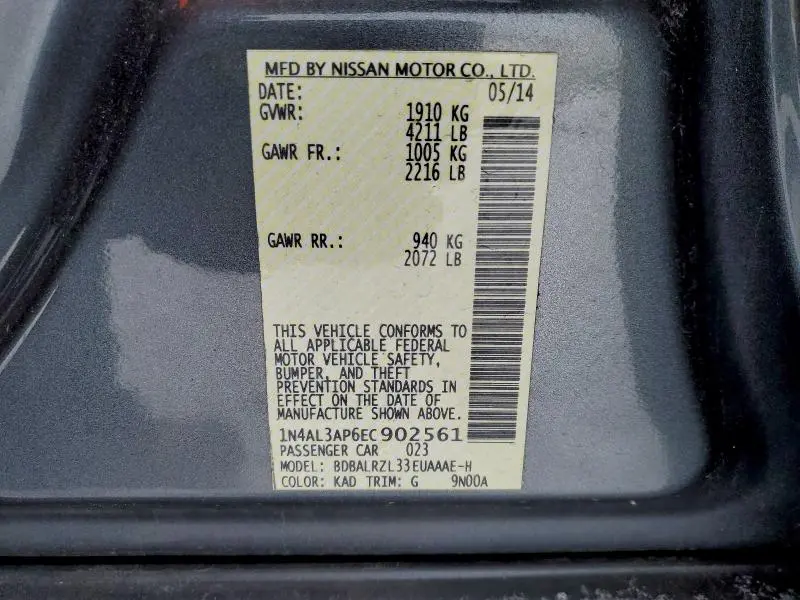 MFD BY NISSAN MOTOR CO., LTD.
DATE: 05/14
GVWR: 1910 KG
4211 LB
GAWR FR.: 1005 KG
2216 LB
GAWR RR.: 940 KG
2072 LB
THIS VEHICLE CONFORMS TO
ALL APPLICABLE FEDERAL
MOTOR VEHICLE SAFETY,
BUMPER, AND THEFT
PREVENTION STANDARDS IN
EFFECT ON THE DATE OF
MANUFACTURE SHOWN ABOVE.
1N4AL3AP6EC902561
PASSENGER CAR 023
MODEL: BDBALRZL33EUAAAE-H
COLOR: KAD TRIM: G 9N00A